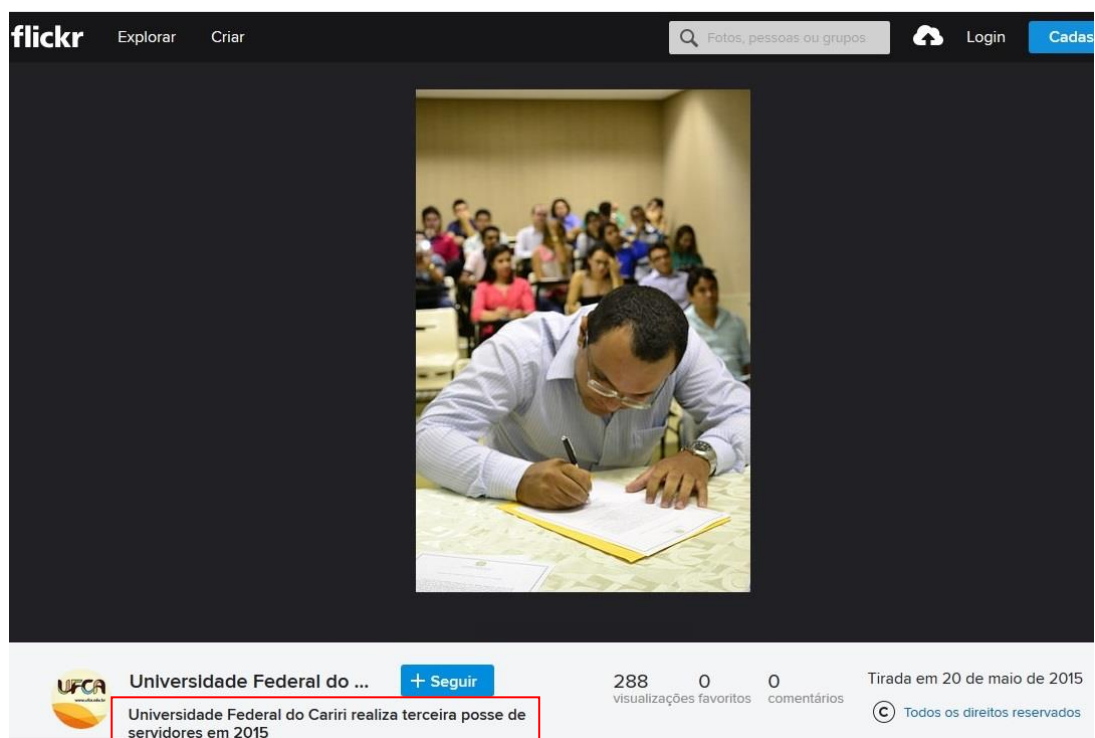 flickr Explorar Criar Fotos, pessoas ou grupos Login Cadas
UFCA
Universidade Federal do ... + Seguir
Universidade Federal do Cariri realiza terceira posse de
servidores em 2015
288 0 0
visualizações favoritos comentários
Tirada em 20 de maio de 2015
C Todos os direitos reservados